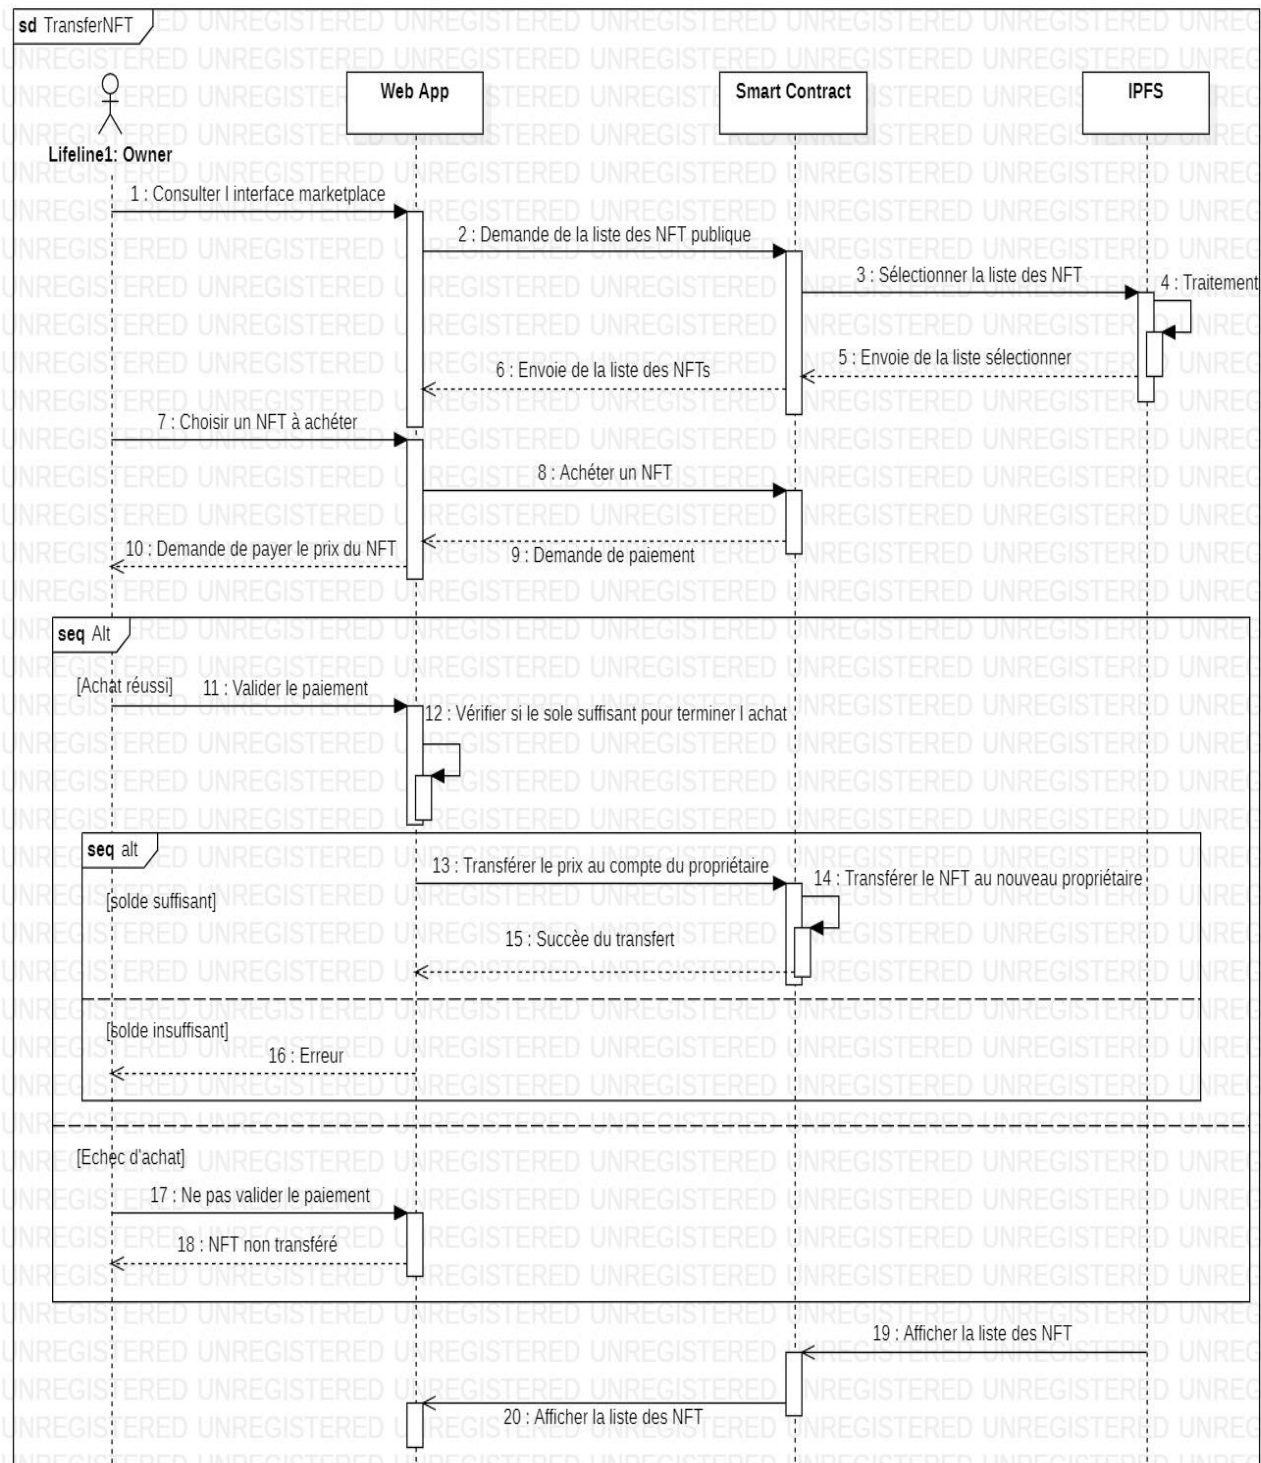 sd TransferNFT
Web App
Smart Contract
IPFS
Lifeline1: Owner
1 : Consulter l interface marketplace
2 : Demande de la liste des NFT publique
3 : Sélectionner la liste des NFT
4 : Traitement
5 : Envoie de la liste sélectionner
6 : Envoie de la liste des NFTs
7 : Choisir un NFT à achéter
8 : Achéter un NFT
9 : Demande de paiement
10 : Demande de payer le prix du NFT
seq Alt
[Achat réussi]
11 : Valider le paiement
12 : Vérifier si le sole suffisant pour terminer l achat
seq alt
13 : Transférer le prix au compte du propriétaire
14 : Transférer le NFT au nouveau propriétaire
[solde suffisant]
15 : Succèe du transfert
[solde insuffisant]
16 : Erreur
[Echec d'achat]
17 : Ne pas valider le paiement
18 : NFT non transféré
19 : Afficher la liste des NFT
20 : Afficher la liste des NFT
UNREGISTERED